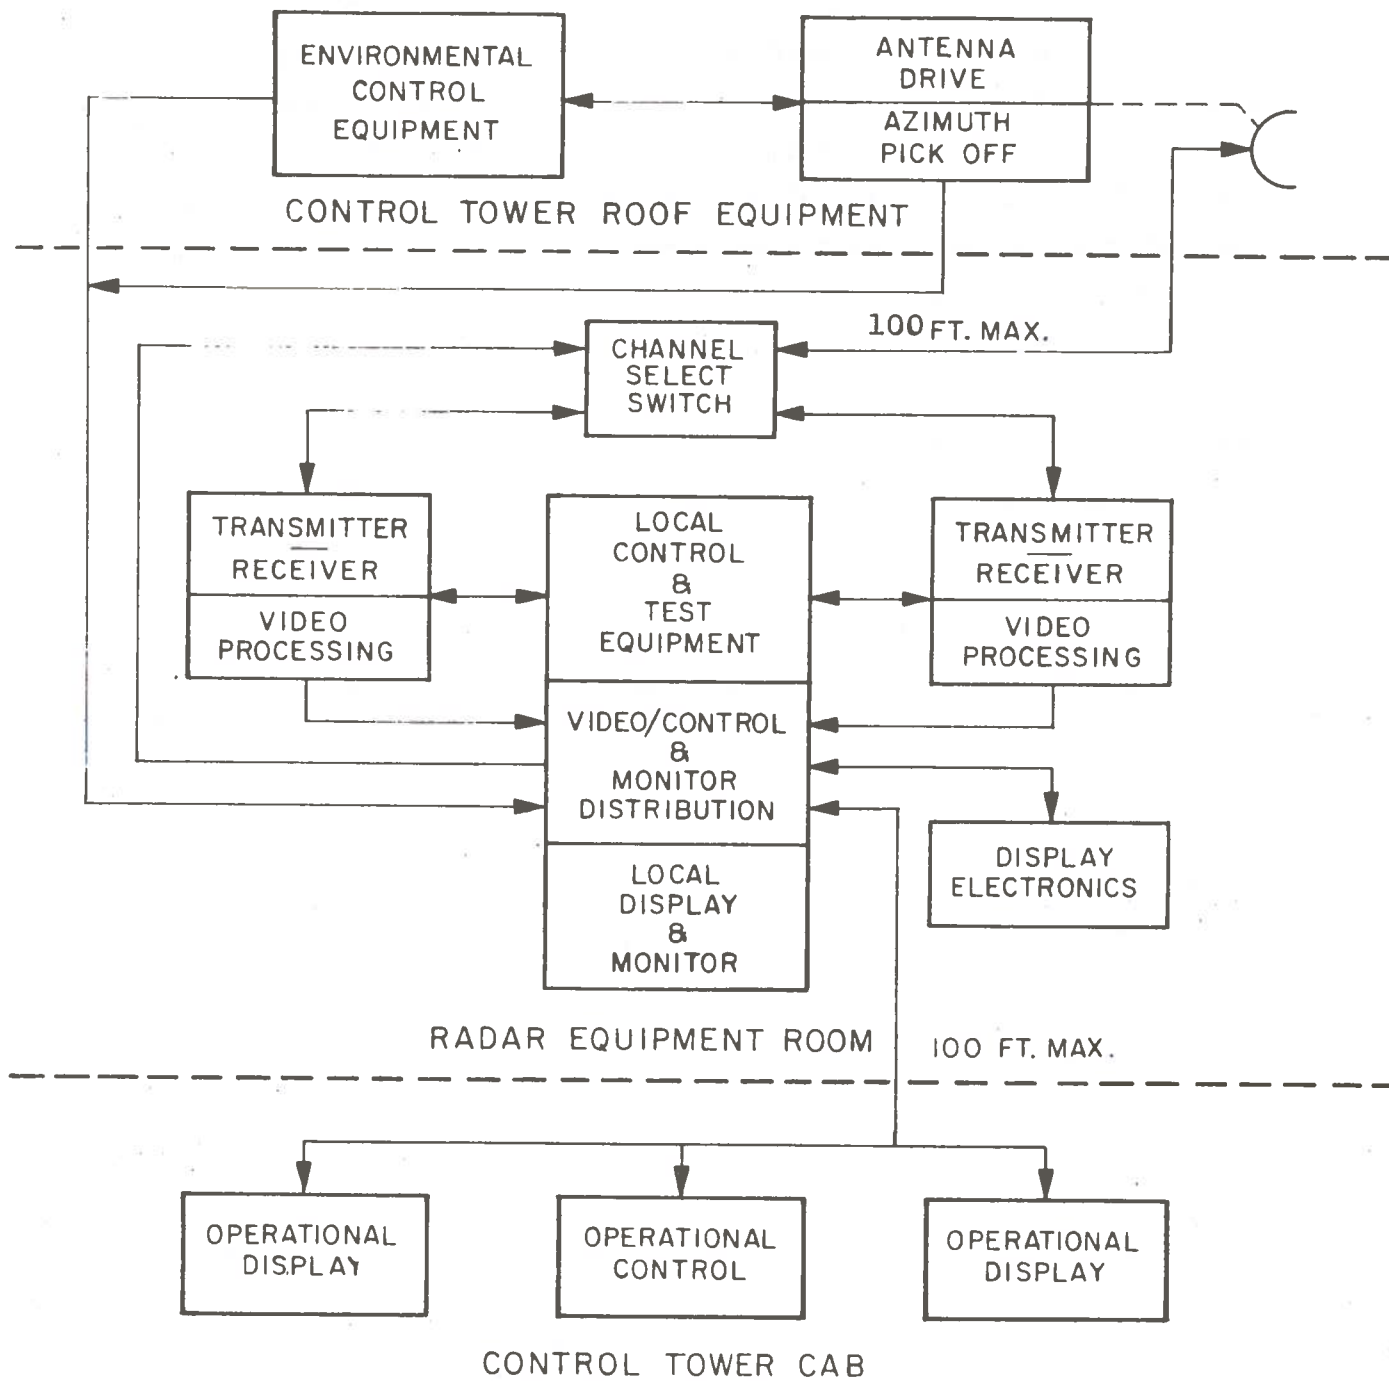 ENVIRONMENTAL
CONTROL
EQUIPMENT
ANTENNA
DRIVE
AZIMUTH
PICK OFF
CONTROL TOWER ROOF EQUIPMENT
100 FT. MAX.
CHANNEL
SELECT
SWITCH
TRANSMITTER
RECEIVER
VIDEO
PROCESSING
LOCAL
CONTROL
&
TEST
EQUIPMENT
TRANSMITTER
RECEIVER
VIDEO
PROCESSING
VIDEO/CONTROL
&
MONITOR
DISTRIBUTION
DISPLAY
ELECTRONICS
LOCAL
DISPLAY
&
MONITOR
RADAR EQUIPMENT ROOM
100 FT. MAX.
OPERATIONAL
DISPLAY
OPERATIONAL
CONTROL
OPERATIONAL
DISPLAY
CONTROL TOWER CAB